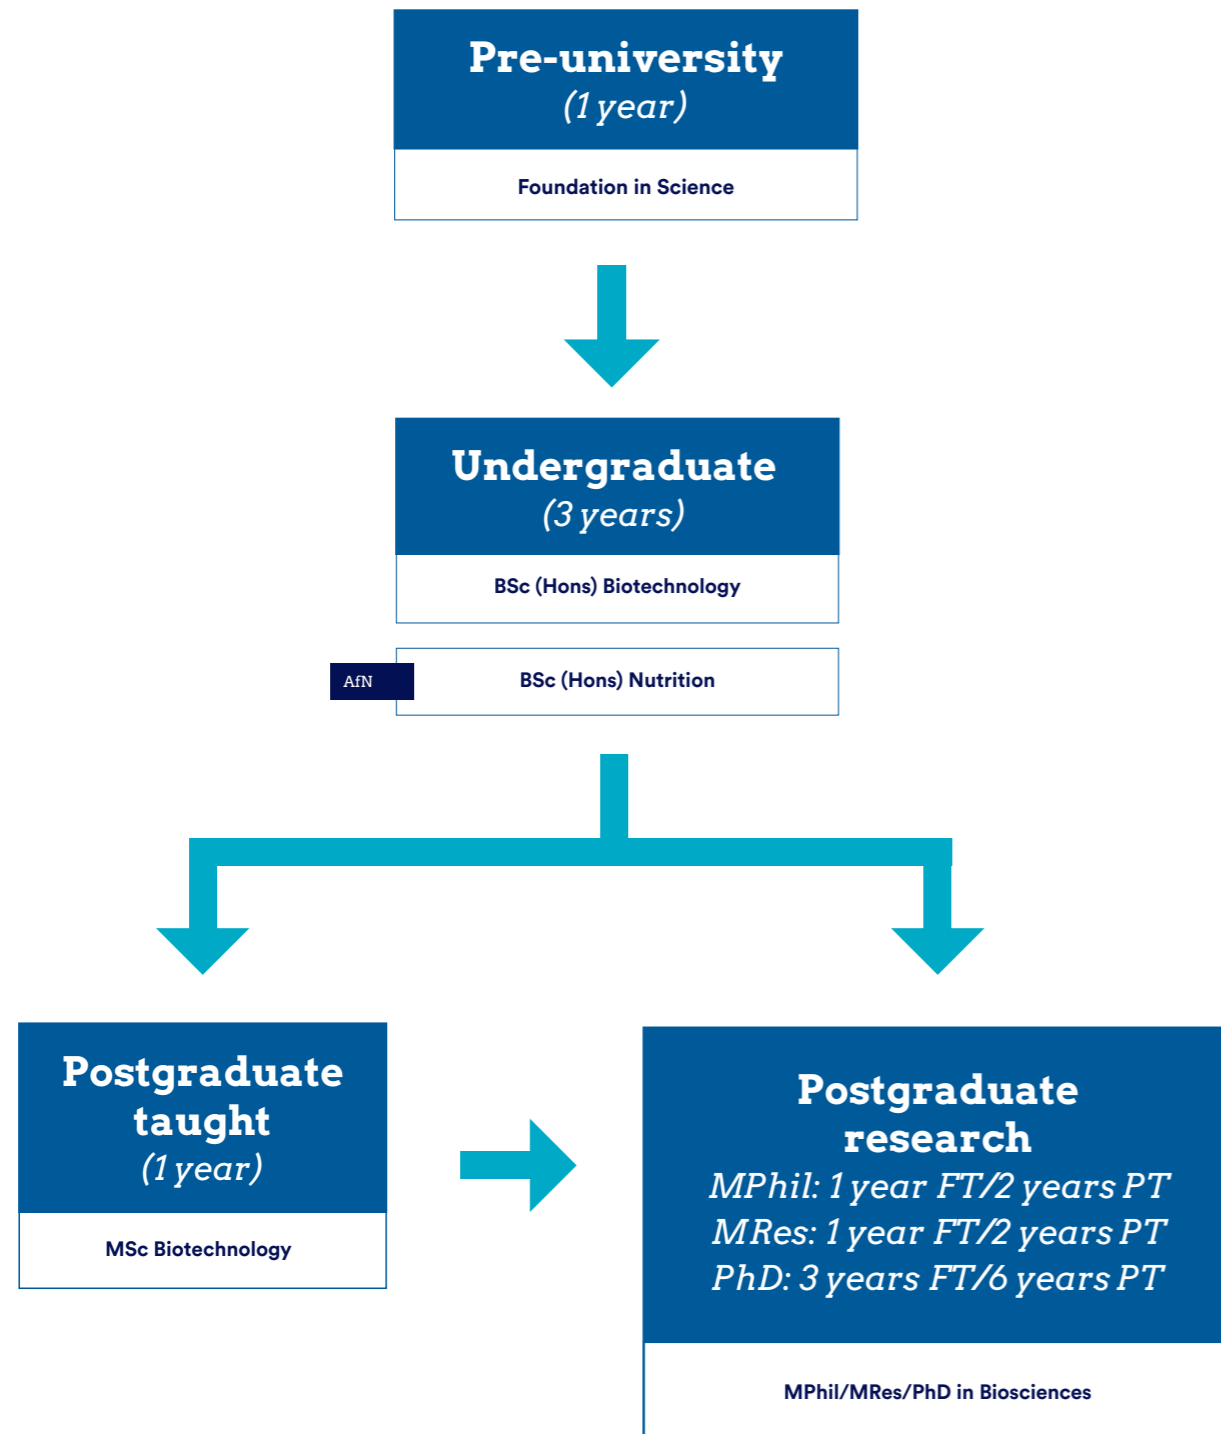 Pre-university
(1 year)
Foundation in Science
Undergraduate
(3 years)
BSc (Hons) Biotechnology
AfN
BSc (Hons) Nutrition
Postgraduate
taught
(1 year)
MSc Biotechnology
Postgraduate
research
MPhil: 1 year FT/2 years PT
MRes: 1 year FT/2 years PT
PhD: 3 years FT/6 years PT
MPhil/MRes/PhD in Biosciences